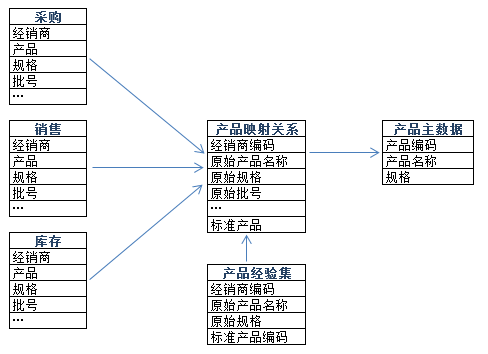 采购
经销商
产品
规格
批号
…
销售
经销商
产品
规格
批号
…
库存
经销商
产品
规格
批号
…
产品映射关系
经销商编码
原始产品名称
原始规格
原始批号
…
标准产品
产品经验集
经销商编码
原始产品名称
原始规格
标准产品编码
产品主数据
产品编码
产品名称
规格